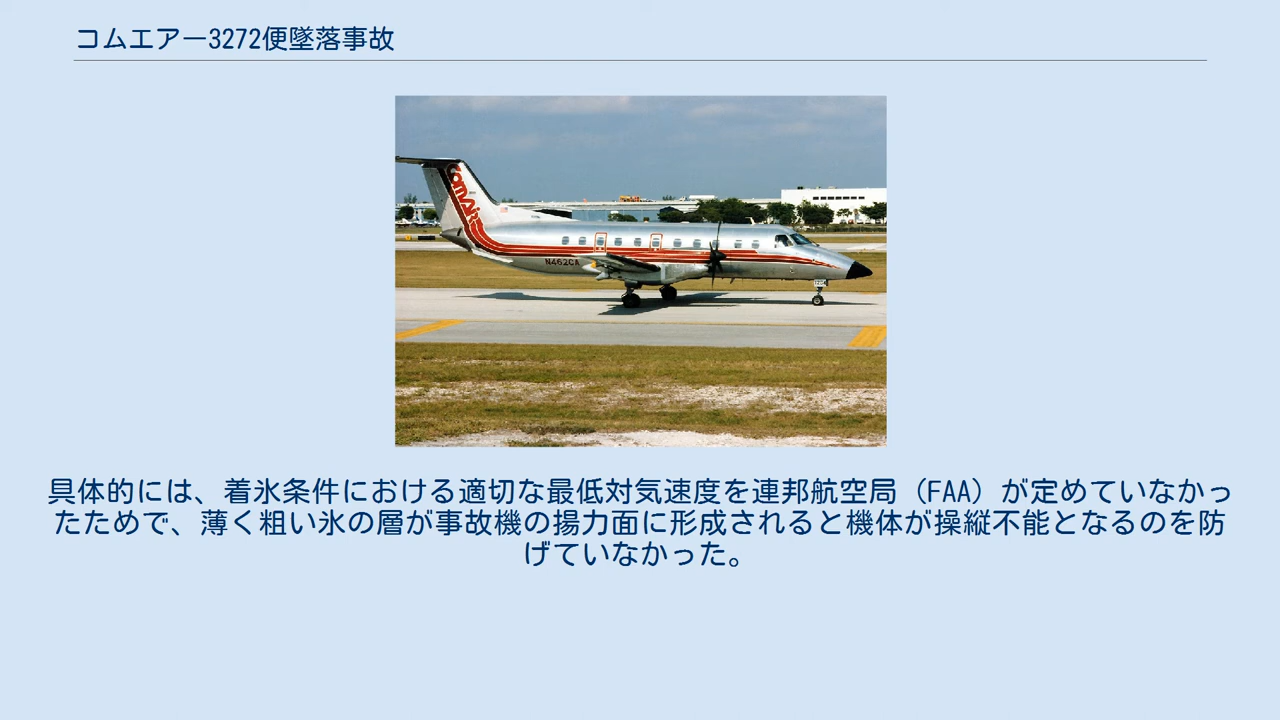 コムエアー3272便墜落事故
Comair
N462CA
具体的には、着氷条件における適切な最低対気速度を連邦航空局（FAA）が定めていなかっ
たためで、薄く粗い氷の層が事故機の揚力面に形成されると機体が操縦不能となるのを防
げていなかった。